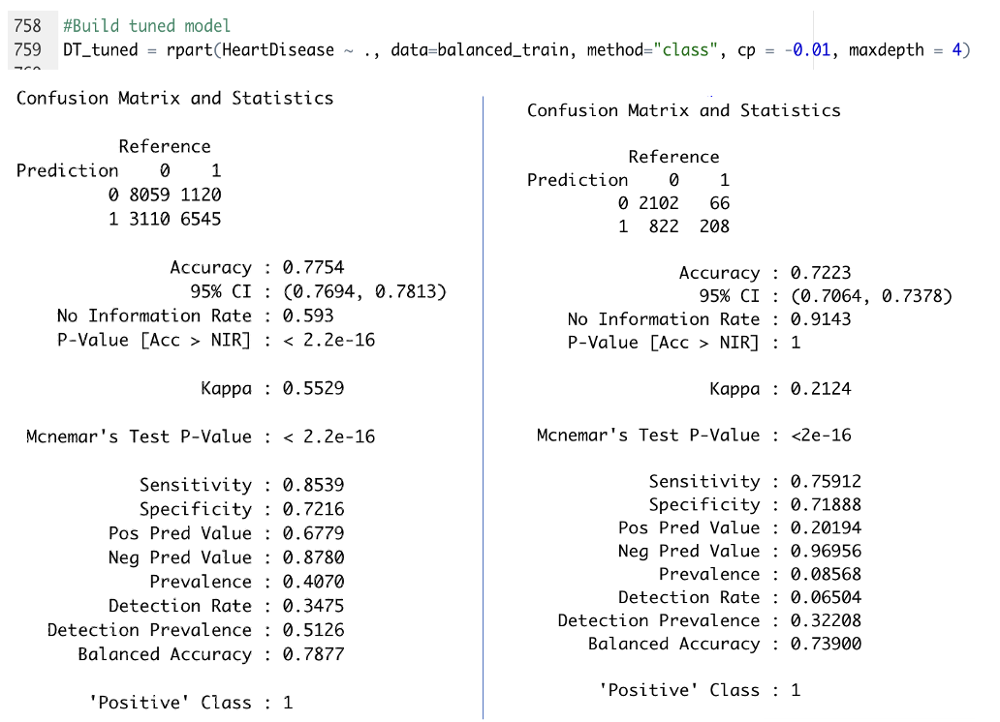 758 #Build tuned model
759 DT_tuned = rpart(HeartDisease ~ ., data=balanced_train, method="class", cp = -0.01, maxdepth = 4)
Confusion Matrix and Statistics
Reference
Prediction 0 1
0 8059 1120
1 3110 6545
Accuracy : 0.7754
95% CI : (0.7694, 0.7813)
No Information Rate : 0.593
P-Value [Acc > NIR] : < 2.2e-16
Kappa : 0.5529
Mcnemar's Test P-Value : < 2.2e-16
Sensitivity : 0.8539
Specificity : 0.7216
Pos Pred Value : 0.6779
Neg Pred Value : 0.8780
Prevalence : 0.4070
Detection Rate : 0.3475
Detection Prevalence : 0.5126
Balanced Accuracy : 0.7877
'Positive' Class : 1
Confusion Matrix and Statistics
Reference
Prediction 0 1
0 2102 66
1 822 208
Accuracy : 0.7223
95% CI : (0.7064, 0.7378)
No Information Rate : 0.9143
P-Value [Acc > NIR] : 1
Kappa : 0.2124
Mcnemar's Test P-Value : <2e-16
Sensitivity : 0.75912
Specificity : 0.71888
Pos Pred Value : 0.20194
Neg Pred Value : 0.96956
Prevalence : 0.08568
Detection Rate : 0.06504
Detection Prevalence : 0.32208
Balanced Accuracy : 0.73900
'Positive' Class : 1